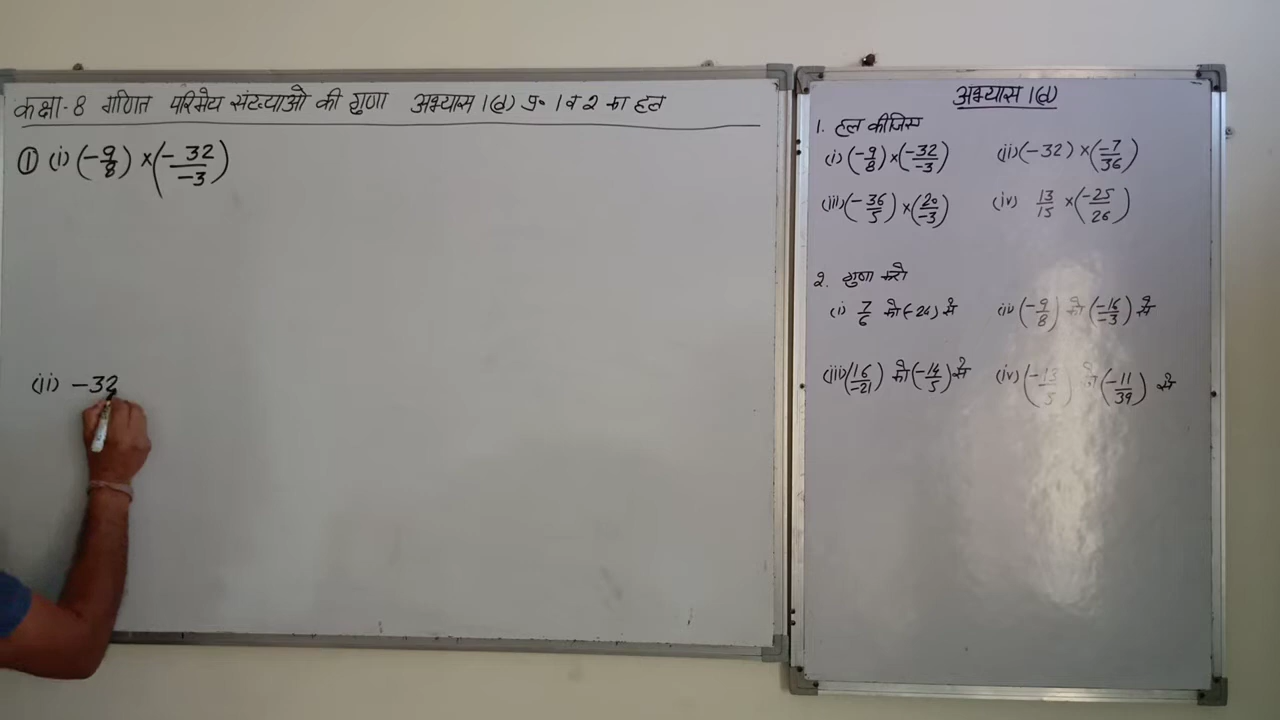 कक्षा-8 गणित परिमेय संख्याओ की गुणा अभ्यास 1(d) प्र० 1 व 2 का हल
① (i) (-9/8) × (-32/-3)
(ii) -32
अभ्यास 1(d)
1. हल कीजिए
(i) (-9/8) × (-32/-3) (ii) (-32) × (-7/36)
(iii) (-36/5) × (20/-3) (iv) 13/15 × (-25/26)
2. गुणा करो
(i) 7/6 को (-24) से (ii) (-9/8) को (-16/-3) से
(iii) (16/-21) को (-14/5) से (iv) (-13/5) को (-11/39) से